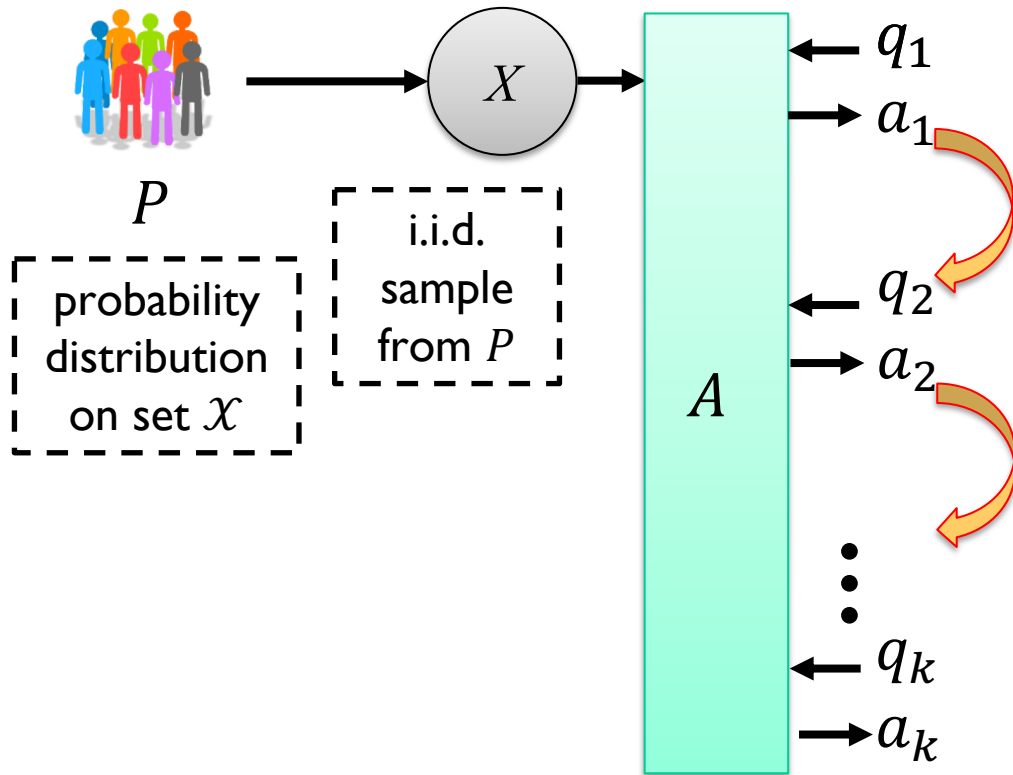 P
probability
distribution
on set 𝒳
X
i.i.d.
sample
from P
A
q₁
a₁
q₂
a₂
qₖ
aₖ